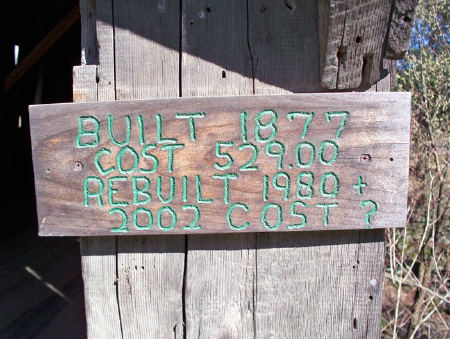 BUILT 1877
COST 529.00
REBUILT 1980 +
2002 COST ?